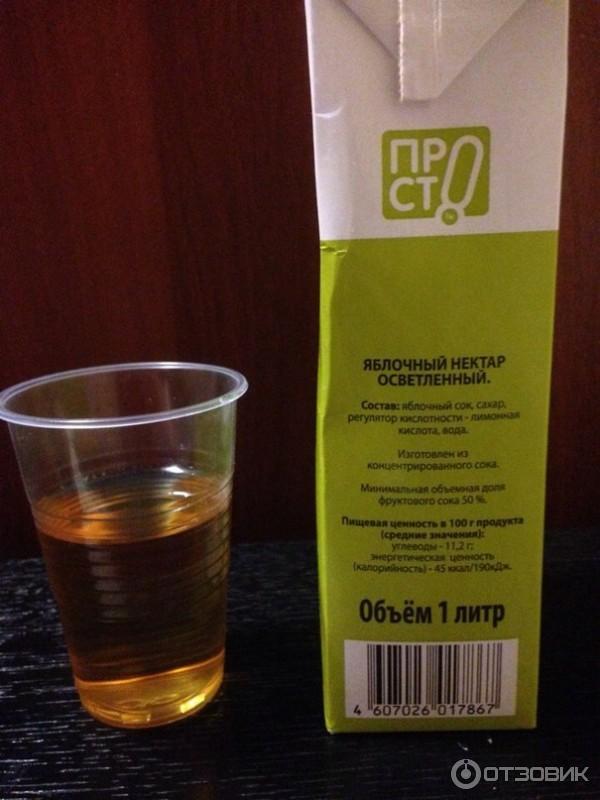 ПР
СТ!
ЯБЛОЧНЫЙ НЕКТАР
ОСВЕТЛЕННЫЙ.
Состав: яблочный сок, сахар,
регулятор кислотности - лимонная
кислота, вода.
Изготовлен из
концентрированного сока.
Минимальная объемная доля
фруктового сока 50 %.
Пищевая ценность в 100 г продукта
(средние значения):
углеводы - 11,2 г;
энергетическая ценность
(калорийность) - 45 ккал/190кДж.
Объём 1 литр
4 607026 017867
ОТЗОВИК